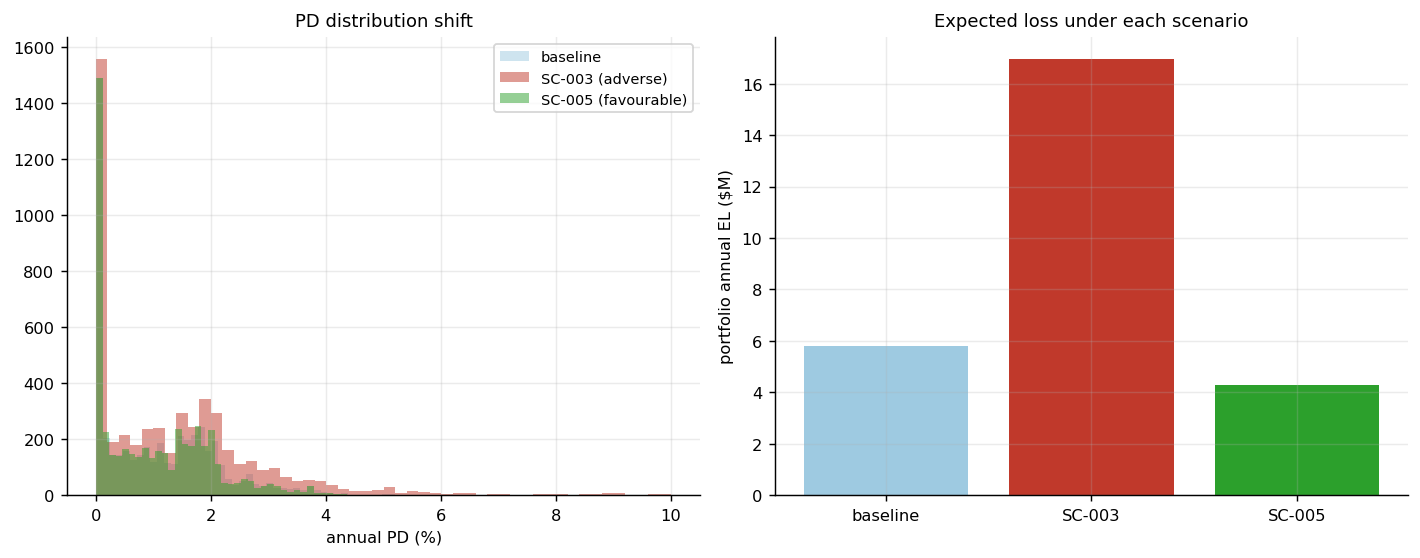 PD distribution shift
1600
1400
1200
1000
800
600
400
200
0
0 2 4 6 8 10
annual PD (%)
baseline
SC-003 (adverse)
SC-005 (favourable)
Expected loss under each scenario
portfolio annual EL ($M)
16
14
12
10
8
6
4
2
0
baseline SC-003 SC-005